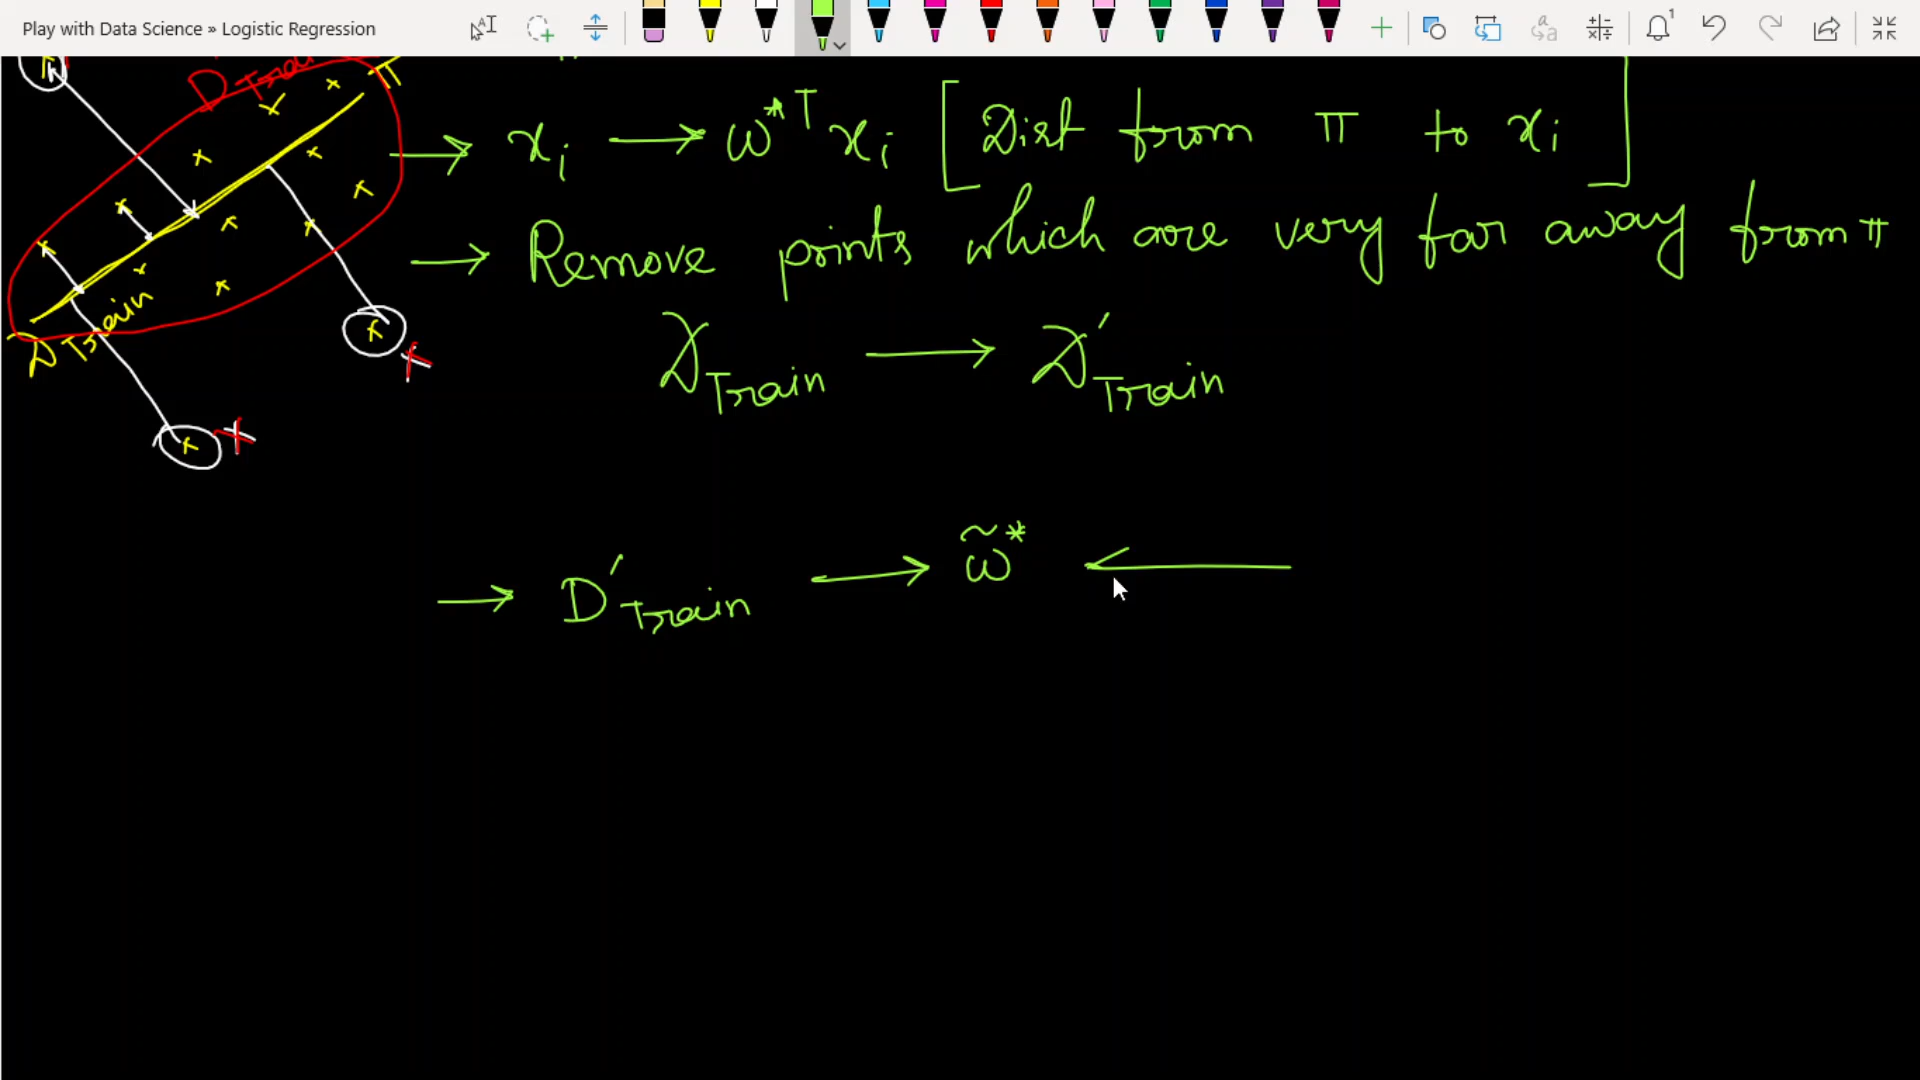 Play with Data Science » Logistic Regression
D Train
π
→ xᵢ → ω*ᵀ xᵢ [Dist from π to xᵢ]
→ Remove points which are very far away from π
D Train
D Train → D' Train
→ D' Train → ω̃* ←